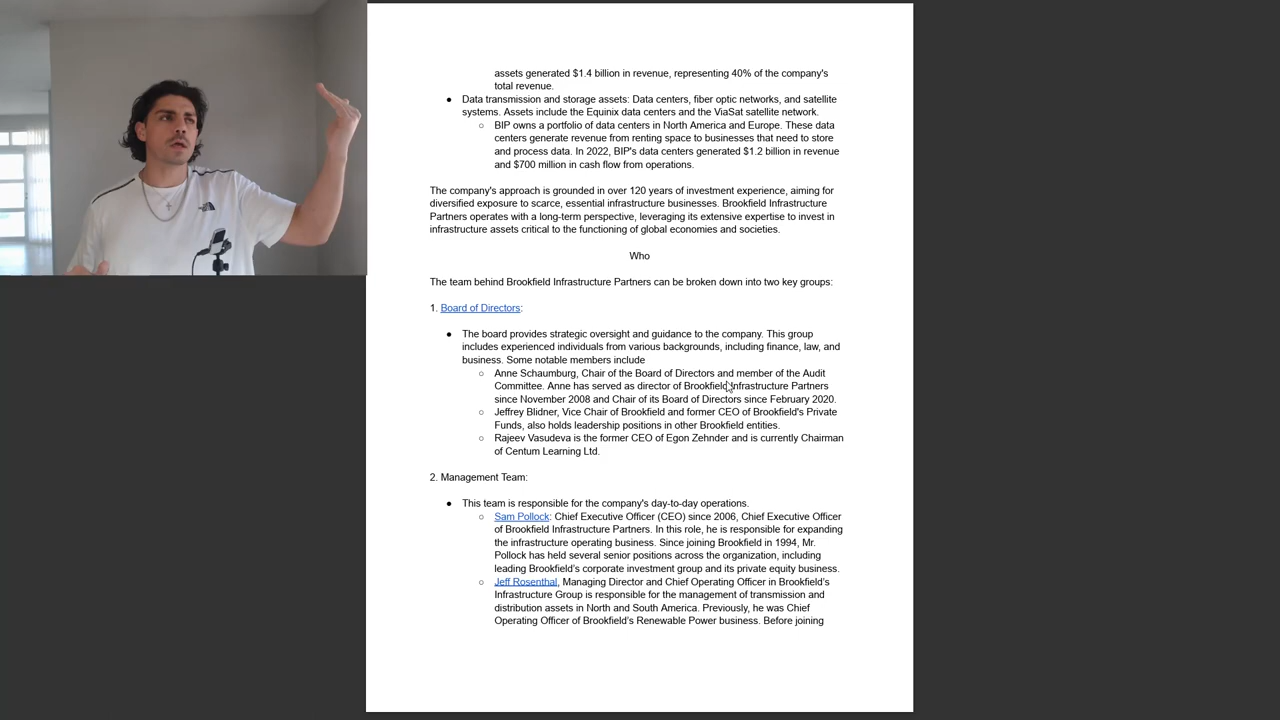 assets generated $1.4 billion in revenue, representing 40% of the company's
total revenue.
● Data transmission and storage assets: Data centers, fiber optic networks, and satellite
systems. Assets include the Equinix data centers and the ViaSat satellite network.
○ BIP owns a portfolio of data centers in North America and Europe. These data
centers generate revenue from renting space to businesses that need to store
and process data. In 2022, BIP's data centers generated $1.2 billion in revenue
and $700 million in cash flow from operations.
The company's approach is grounded in over 120 years of investment experience, aiming for
diversified exposure to scarce, essential infrastructure businesses. Brookfield Infrastructure
Partners operates with a long-term perspective, leveraging its extensive expertise to invest in
infrastructure assets critical to the functioning of global economies and societies.
Who
The team behind Brookfield Infrastructure Partners can be broken down into two key groups:
1. Board of Directors:
● The board provides strategic oversight and guidance to the company. This group
includes experienced individuals from various backgrounds, including finance, law, and
business. Some notable members include
○ Anne Schaumburg, Chair of the Board of Directors and member of the Audit
Committee. Anne has served as director of Brookfield Infrastructure Partners
since November 2008 and Chair of its Board of Directors since February 2020.
○ Jeffrey Blidner, Vice Chair of Brookfield and former CEO of Brookfield's Private
Funds, also holds leadership positions in other Brookfield entities.
○ Rajeev Vasudeva is the former CEO of Egon Zehnder and is currently Chairman
of Centum Learning Ltd.
2. Management Team:
● This team is responsible for the company's day-to-day operations.
○ Sam Pollock: Chief Executive Officer (CEO) since 2006, Chief Executive Officer
of Brookfield Infrastructure Partners. In this role, he is responsible for expanding
the infrastructure operating business. Since joining Brookfield in 1994, Mr.
Pollock has held several senior positions across the organization, including
leading Brookfield’s corporate investment group and its private equity business.
○ Jeff Rosenthal, Managing Director and Chief Operating Officer in Brookfield’s
Infrastructure Group is responsible for the management of transmission and
distribution assets in North and South America. Previously, he was Chief
Operating Officer of Brookfield’s Renewable Power business. Before joining